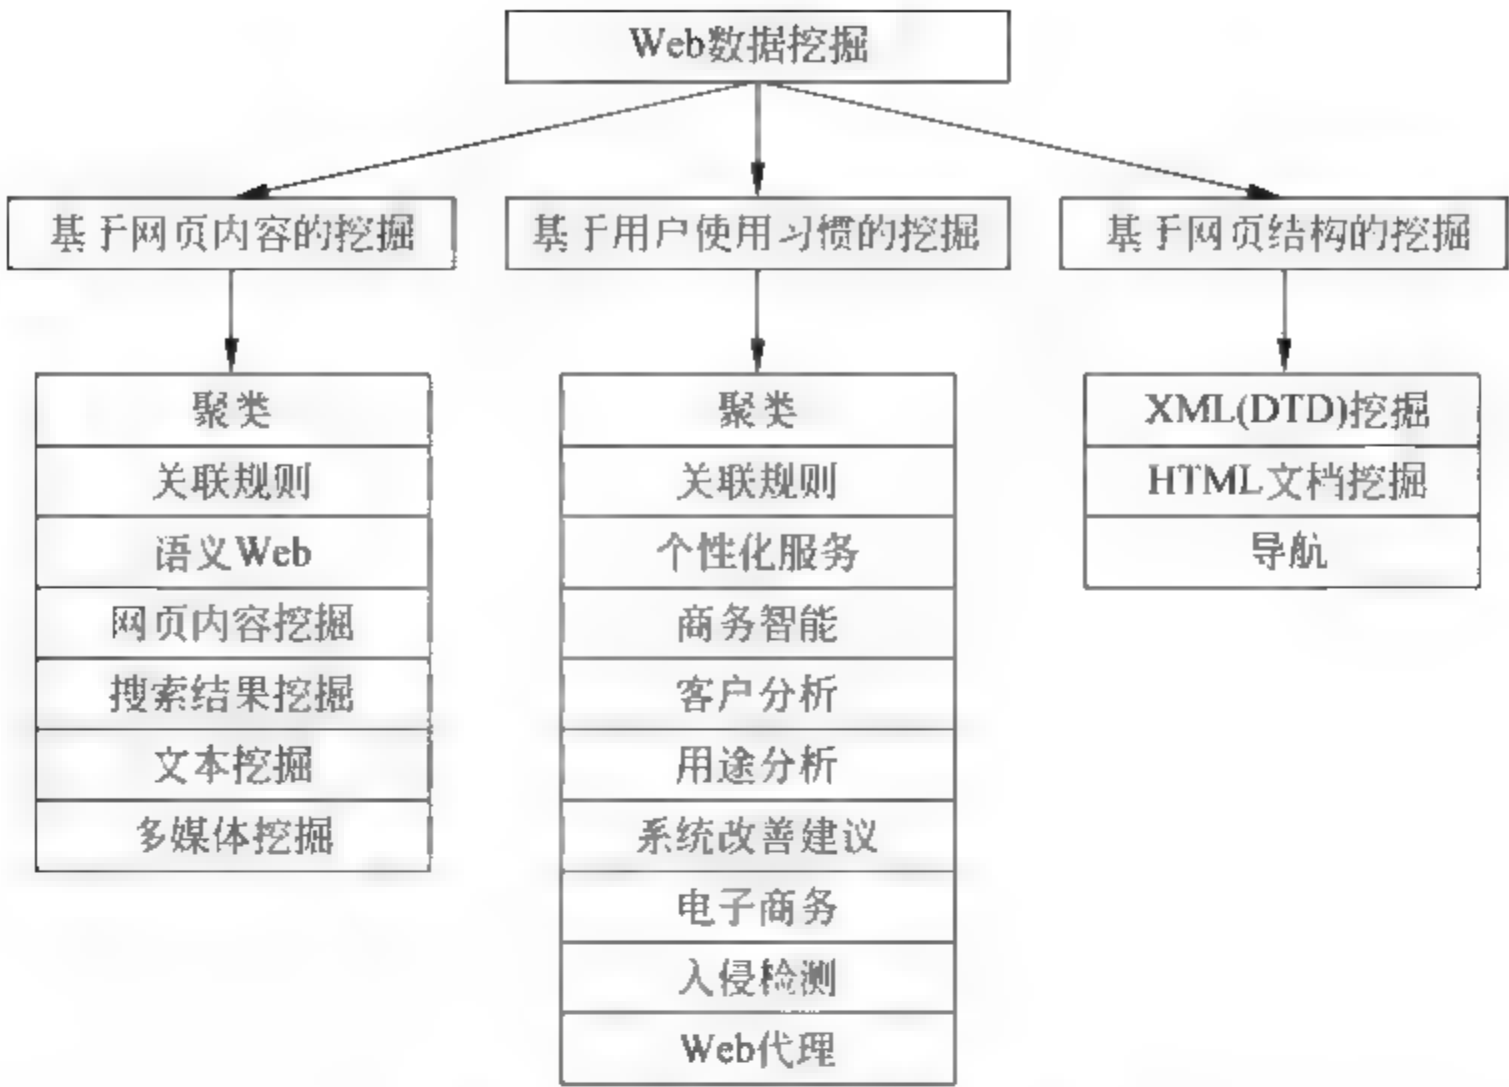 Web数据挖掘
基于网页内容的挖掘
基于用户使用习惯的挖掘
基于网页结构的挖掘
聚类
关联规则
语义Web
网页内容挖掘
搜索结果挖掘
文本挖掘
多媒体挖掘
聚类
关联规则
个性化服务
商务智能
客户分析
用途分析
系统改善建议
电子商务
入侵检测
Web代理
XML(DTD)挖掘
HTML文档挖掘
导航